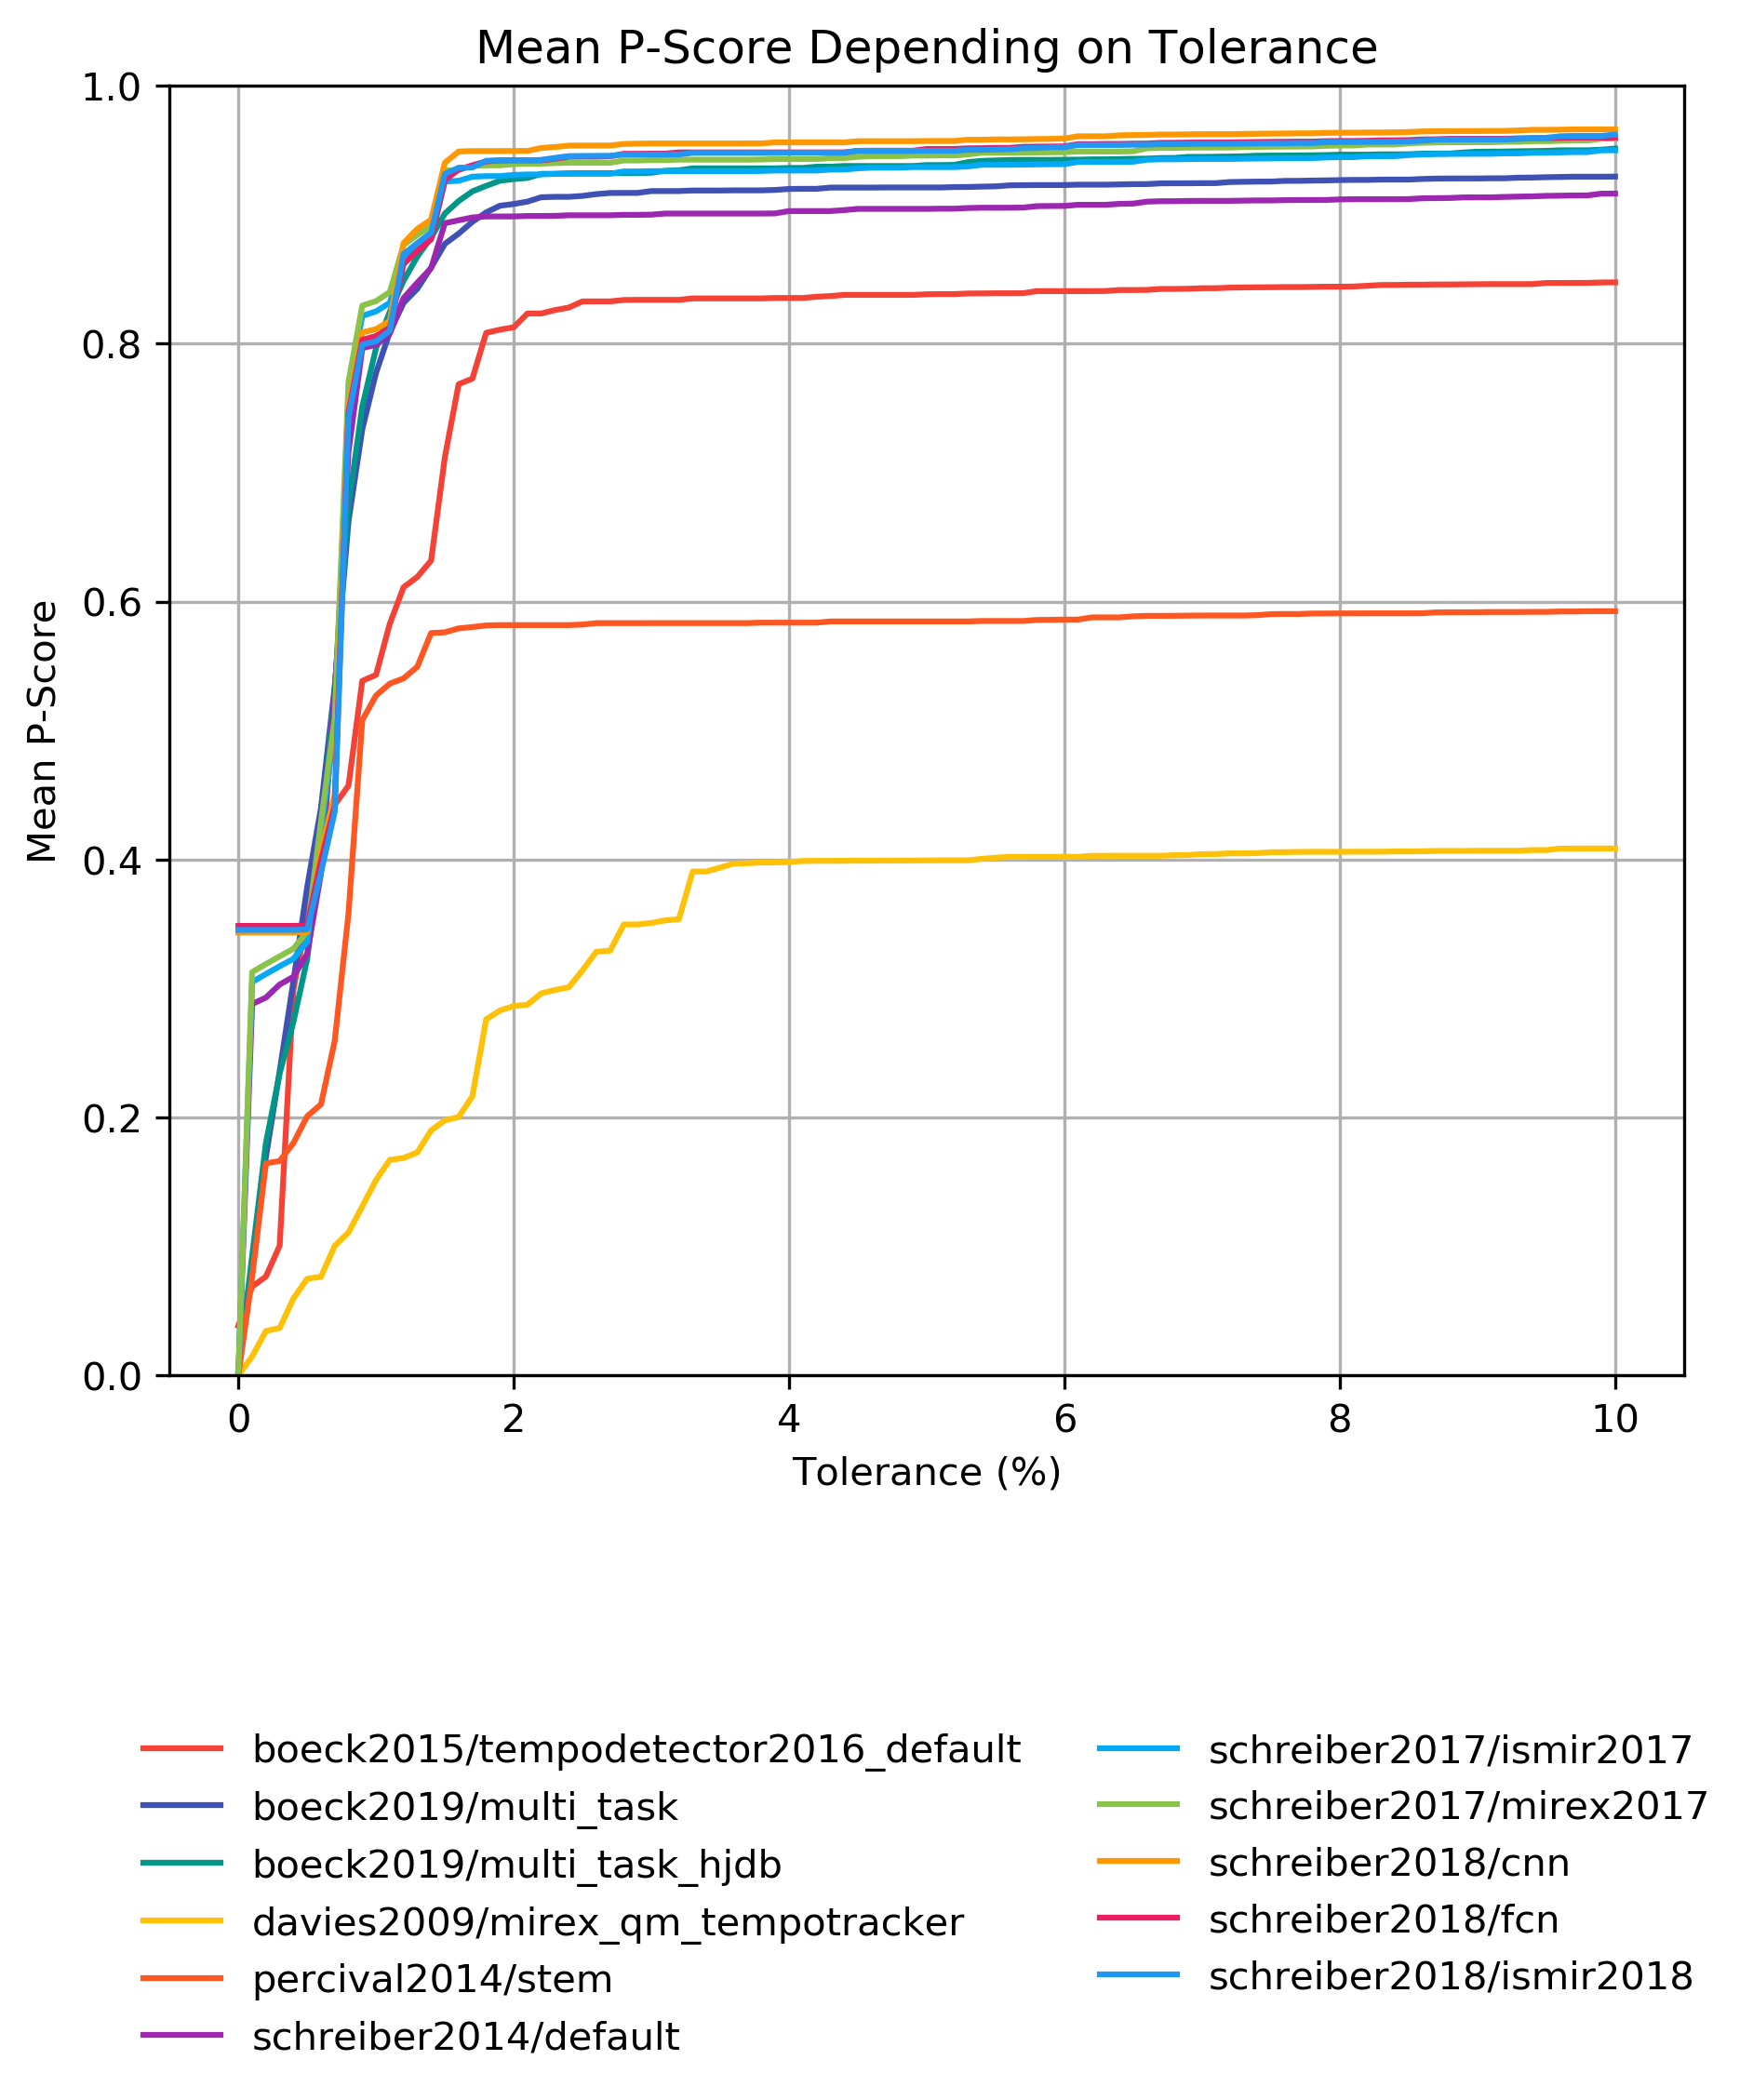 Mean P-Score Depending on Tolerance
1.0
0.8
0.6
0.4
0.2
0.0
Mean P-Score
0 2 4 6 8 10
Tolerance (%)
boeck2015/tempodetector2016_default
boeck2019/multi_task
boeck2019/multi_task_hjdb
davies2009/mirex_qm_tempotracker
percival2014/stem
schreiber2014/default
schreiber2017/ismir2017
schreiber2017/mirex2017
schreiber2018/cnn
schreiber2018/fcn
schreiber2018/ismir2018